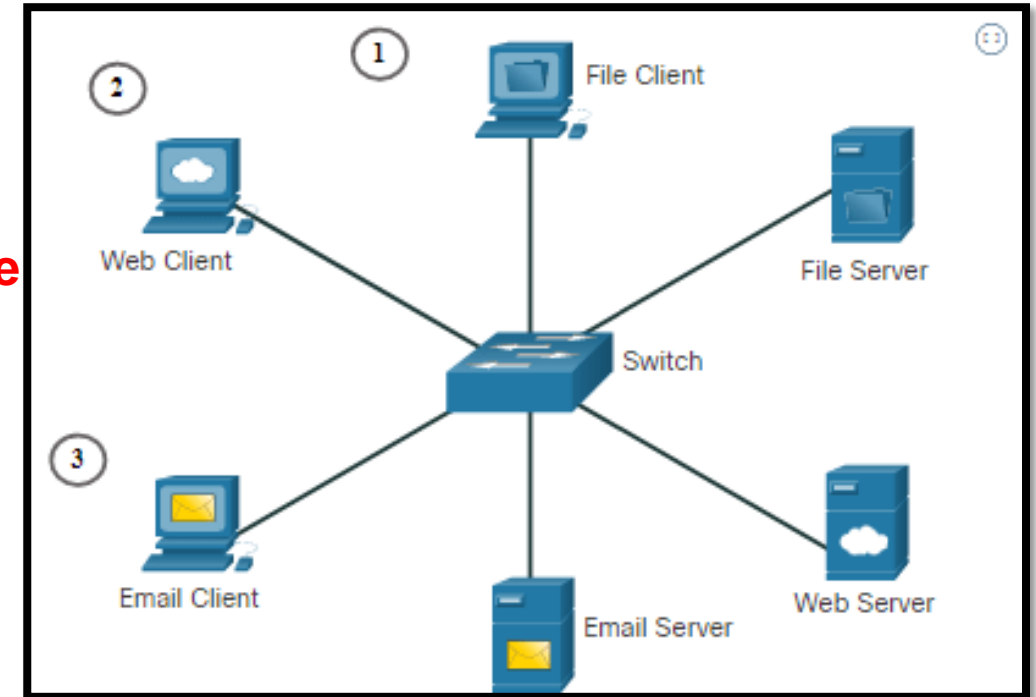 1
File Client
2
Web Client
File Server
e
Switch
3
Email Client
Email Server
Web Server